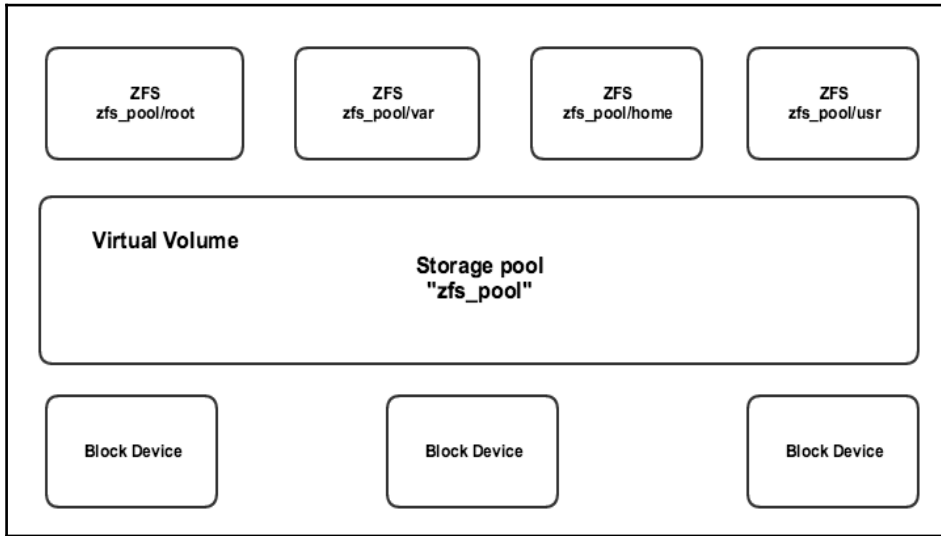 ZFS
zfs_pool/root
ZFS
zfs_pool/var
ZFS
zfs_pool/home
ZFS
zfs_pool/usr
Virtual Volume
Storage pool
"zfs_pool"
Block Device
Block Device
Block Device